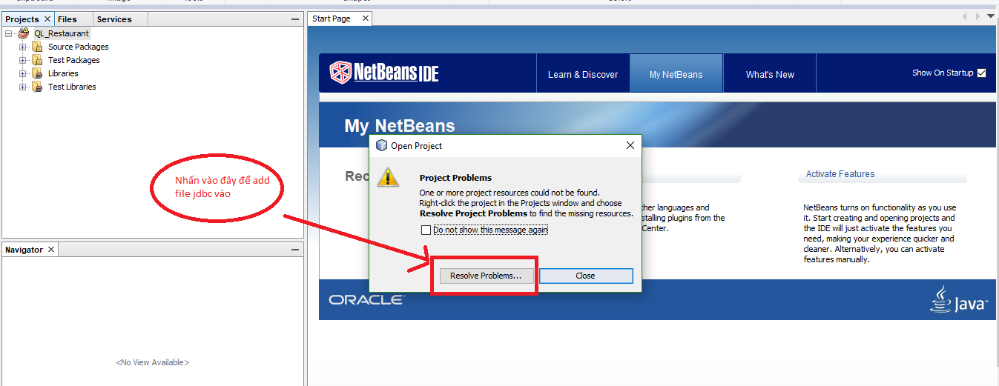 Projects
Files
Services
QL_Restaurant
Source Packages
Test Packages
Libraries
Test Libraries
Nhấn vào đây để add
file jdbc vào
Navigator
<No View Available>
Start Page
NetBeans IDE
Learn & Discover
My NetBeans
What's New
Show On Startup
My NetBeans
Rec
Activate Features
her languages and
stalling plugins from the
Center.
NetBeans turns on functionality as you use
it. Start creating and opening projects and
the IDE will just activate the features you
need, making your experience quicker and
cleaner. Alternatively, you can activate
features manually.
Open Project
Project Problems
One or more project resources could not be found.
Right-click the project in the Projects window and choose
Resolve Project Problems to find the missing resources.
Do not show this message again
Resolve Problems...
Close
ORACLE
Java